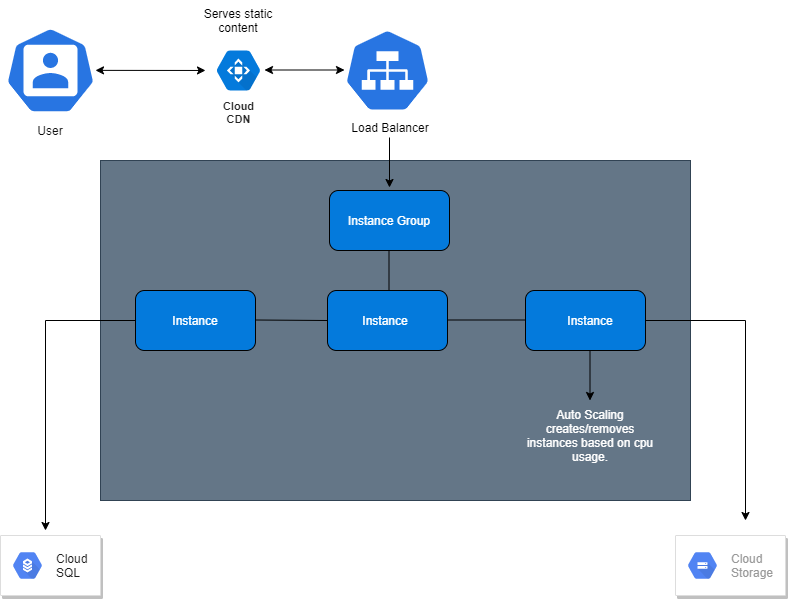 Serves static
content
Cloud
CDN
User
Load Balancer
Instance Group
Instance
Instance
Instance
Auto Scaling
creates/removes
instances based on cpu
usage.
Cloud
SQL
Cloud
Storage